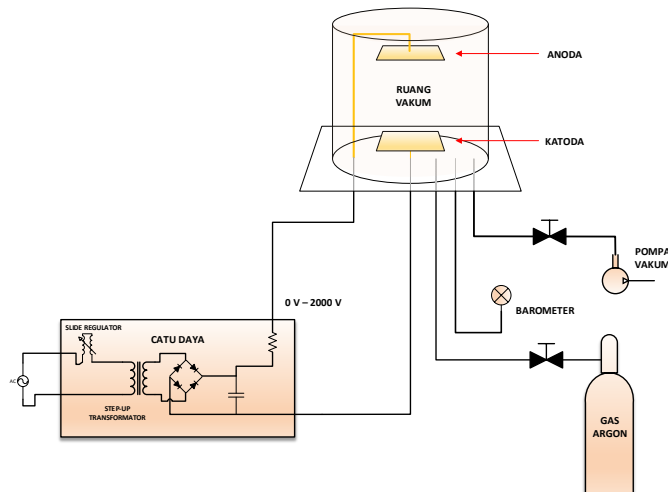 ANODA
RUANG
VAKUM
KATODA
POMPA
VAKUM
0 V – 2000 V
BAROMETER
SLIDE REGULATOR
CATU DAYA
AC
STEP-UP
TRANSFORMATOR
GAS
ARGON